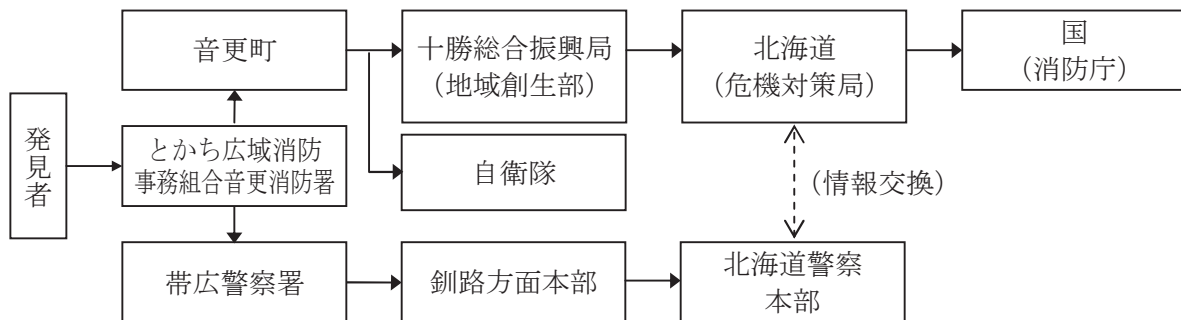 発見者
とかち広域消防
事務組合音更消防署
音更町
帯広警察署
十勝総合振興局
（地域創生部）
自衛隊
釧路方面本部
北海道
（危機対策局）
（情報交換）
北海道警察
本部
国
（消防庁）